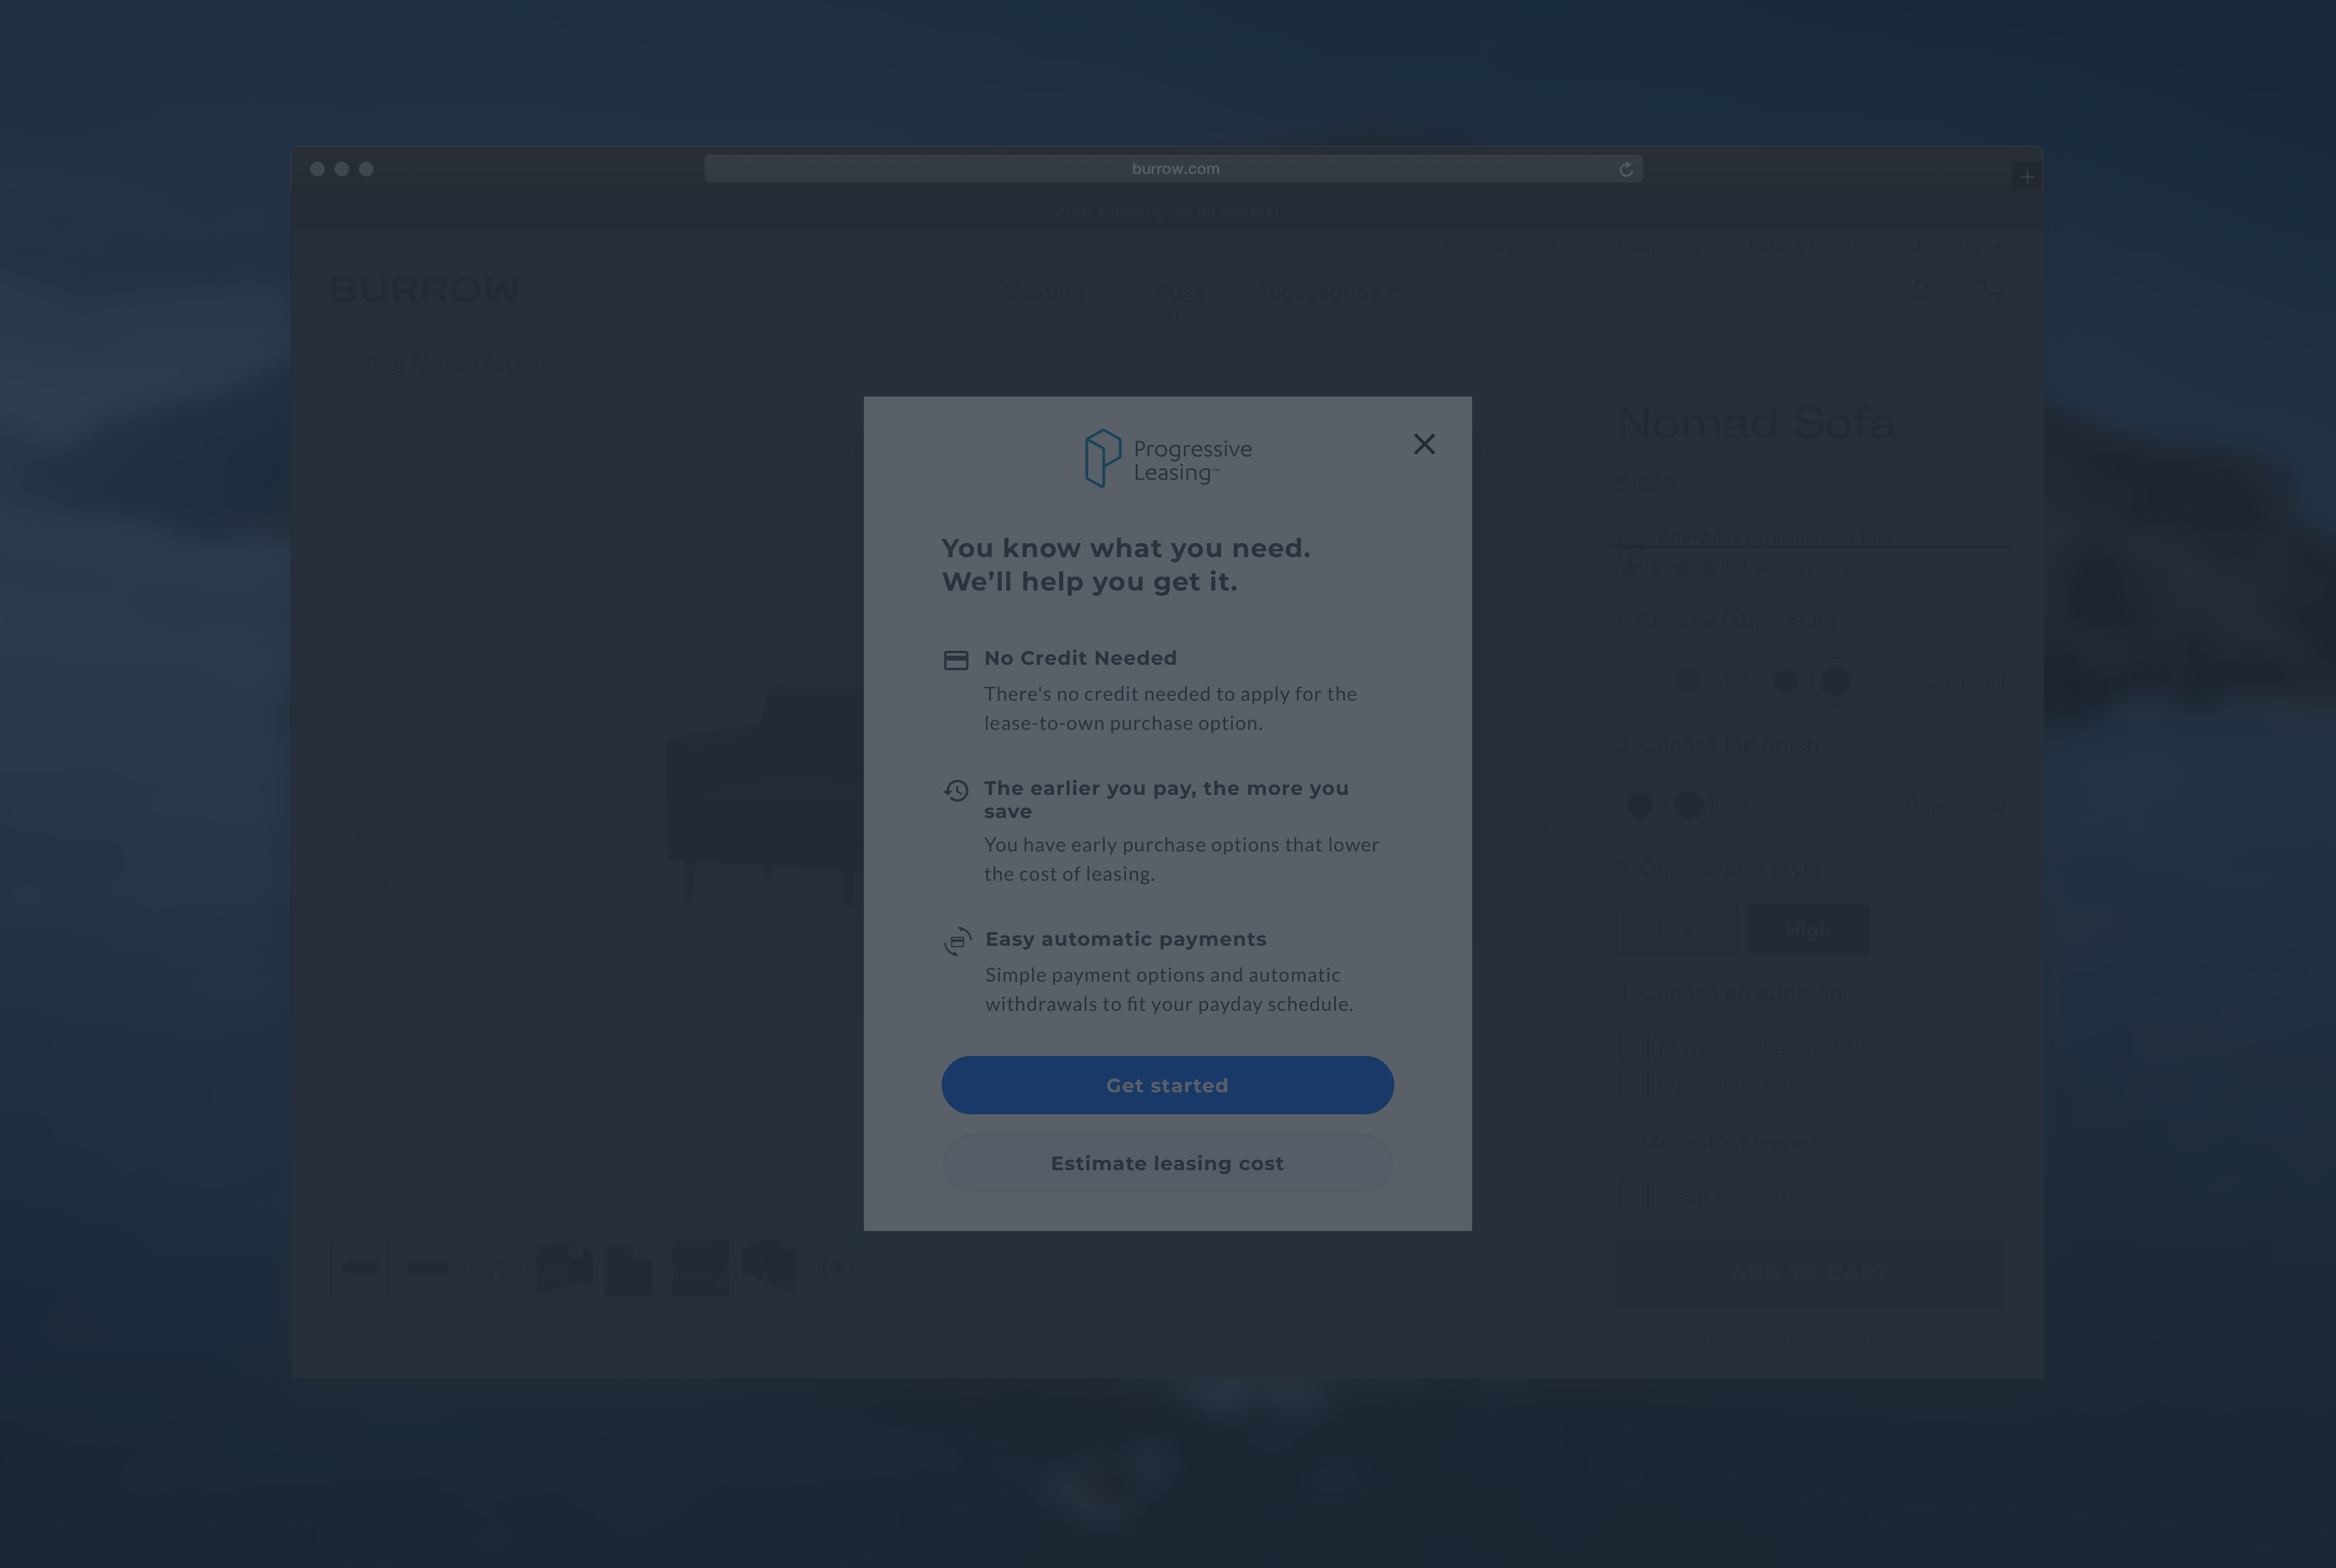 burrow.com
Free shipping on all orders!
Free Swatches Showrooms Refer a Friend About Us
BURROW
Seating Rugs Accessories
Seating/ Nomad Fabric
Progressive
Leasing™
You know what you need.
We’ll help you get it.
No Credit Needed
There's no credit needed to apply for the
lease-to-own purchase option.
The earlier you pay, the more you
save
You have early purchase options that lower
the cost of leasing.
Easy automatic payments
Simple payment options and automatic
withdrawals to fit your payday schedule.
Get started
Estimate leasing cost
Nomad Sofa
$1395
Affordable payments over time
1. Choose fabric color
Charcoal
2. Choose leg finish
Dark Wood
3. Choose arm style
Low High
4. Choose an addition
Moveable chaise
Ottoman
5. Make it a sleeper
Sleep Kit
ADD TO CART